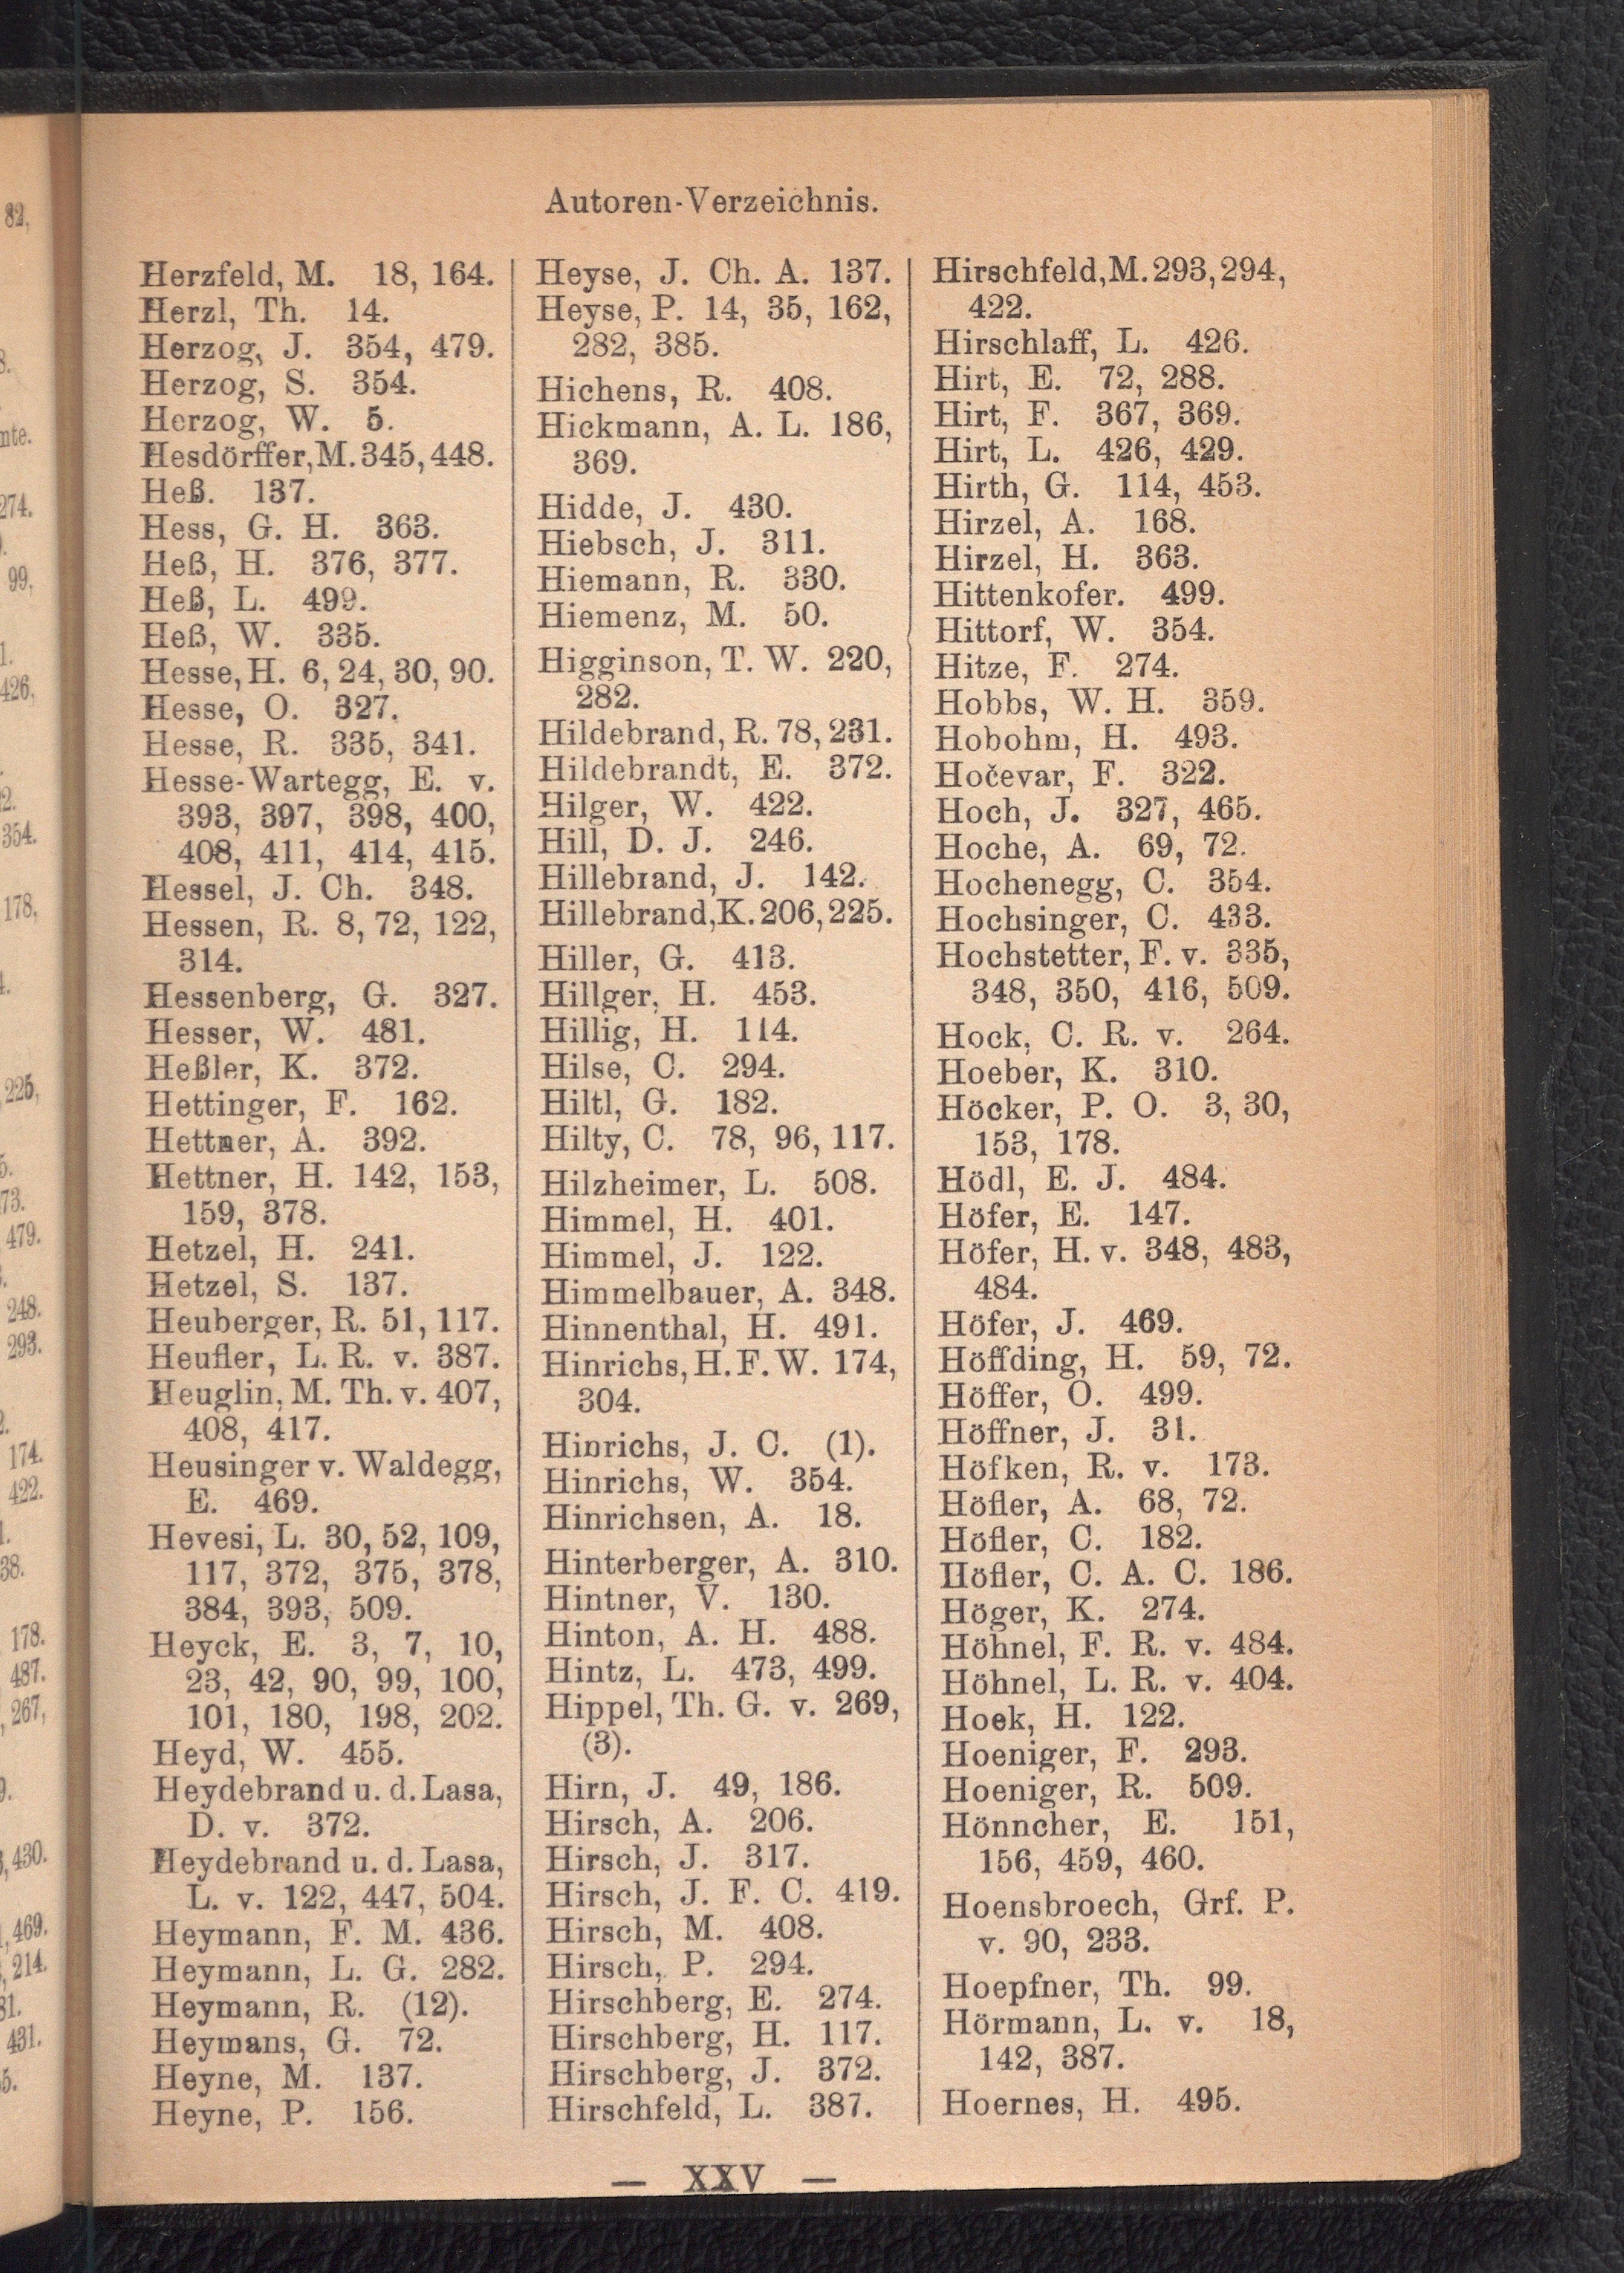 Autoren-Verzeichnis.
Herzfeld, M. 18, 164.
Herzl, Th. 14.
Herzog, J. 354, 479.
Herzog, S. 354.
Herzog, W. 5.
Hesdörffer, M. 345, 448.
Heß. 137.
Hess, G. H. 363.
Heß, H. 376, 377.
Heß, L. 499.
Heß, W. 335.
Hesse, H. 6, 24, 30, 90.
Hesse, O. 327.
Hesse, R. 335, 341.
Hesse-Wartegg, E. v.
393, 397, 398, 400,
408, 411, 414, 415.
Hessel, J. Ch. 348.
Hessen, R. 8, 72, 122,
314.
Hessenberg, G. 327.
Hesser, W. 481.
Heßler, K. 372.
Hettinger, F. 162.
Hettner, A. 392.
Hettner, H. 142, 153,
159, 378.
Hetzel, H. 241.
Hetzel, S. 137.
Heuberger, R. 51, 117.
Heufler, L. R. v. 387.
Heuglin, M. Th. v. 407,
408, 417.
Heusinger v. Waldegg,
E. 469.
Hevesi, L. 30, 52, 109,
117, 372, 375, 378,
384, 393, 509.
Heyck, E. 3, 7, 10,
23, 42, 90, 99, 100,
101, 180, 198, 202.
Heyd, W. 455.
Heydebrand u. d. Lasa,
D. v. 372.
Heydebrand u. d. Lasa,
L. v. 122, 447, 504.
Heymann, F. M. 436.
Heymann, L. G. 282.
Heymann, R. (12).
Heymans, G. 72.
Heyne, M. 137.
Heyne, P. 156.
Heyse, J. Ch. A. 137.
Heyse, P. 14, 35, 162,
282, 385.
Hichens, R. 408.
Hickmann, A. L. 186,
369.
Hidde, J. 430.
Hiebsch, J. 311.
Hiemann, R. 330.
Hiemenz, M. 50.
Higginson, T. W. 220,
282.
Hildebrand, R. 78, 231.
Hildebrandt, E. 372.
Hilger, W. 422.
Hill, D. J. 246.
Hillebrand, J. 142.
Hillebrand, K. 206, 225.
Hiller, G. 413.
Hillger, H. 453.
Hillig, H. 114.
Hilse, C. 294.
Hiltl, G. 182.
Hilty, C. 78, 96, 117.
Hilzheimer, L. 508.
Himmel, H. 401.
Himmel, J. 122.
Himmelbauer, A. 348.
Hinnenthal, H. 491.
Hinrichs, H. F. W. 174,
304.
Hinrichs, J. C. (1).
Hinrichs, W. 354.
Hinrichsen, A. 18.
Hinterberger, A. 310.
Hintner, V. 130.
Hinton, A. H. 488.
Hintz, L. 473, 499.
Hippel, Th. G. v. 269,
(3).
Hirn, J. 49, 186.
Hirsch, A. 206.
Hirsch, J. 317.
Hirsch, J. F. C. 419.
Hirsch, M. 408.
Hirsch, P. 294.
Hirschberg, E. 274.
Hirschberg, H. 117.
Hirschberg, J. 372.
Hirschfeld, L. 387.
Hirschfeld, M. 293, 294,
422.
Hirschlaff, L. 426.
Hirt, E. 72, 288.
Hirt, F. 367, 369.
Hirt, L. 426, 429.
Hirth, G. 114, 453.
Hirzel, A. 168.
Hirzel, H. 363.
Hittenkofer. 499.
Hittorf, W. 354.
Hitze, F. 274.
Hobbs, W. H. 359.
Hobohm, H. 493.
Hočevar, F. 322.
Hoch, J. 327, 465.
Hoche, A. 69, 72.
Hochenegg, C. 354.
Hochsinger, C. 433.
Hochstetter, F. v. 335,
348, 350, 416, 509.
Hock, C. R. v. 264.
Hoeber, K. 310.
Höcker, P. O. 3, 30,
153, 178.
Hödl, E. J. 484.
Höfer, E. 147.
Höfer, H. v. 348, 483,
484.
Höfer, J. 469.
Höffding, H. 59, 72.
Höffer, O. 499.
Höffner, J. 31.
Höfken, R. v. 173.
Höfler, A. 68, 72.
Höfler, C. 182.
Höfler, C. A. C. 186.
Höger, K. 274.
Höhnel, F. R. v. 484.
Höhnel, L. R. v. 404.
Hoek, H. 122.
Hoeniger, F. 293.
Hoeniger, R. 509.
Hönncher, E. 151,
156, 459, 460.
Hoensbroech, Grf. P.
v. 90, 233.
Hoepfner, Th. 99.
Hörmann, L. v. 18,
142, 387.
Hoernes, H. 495.
— XXV —